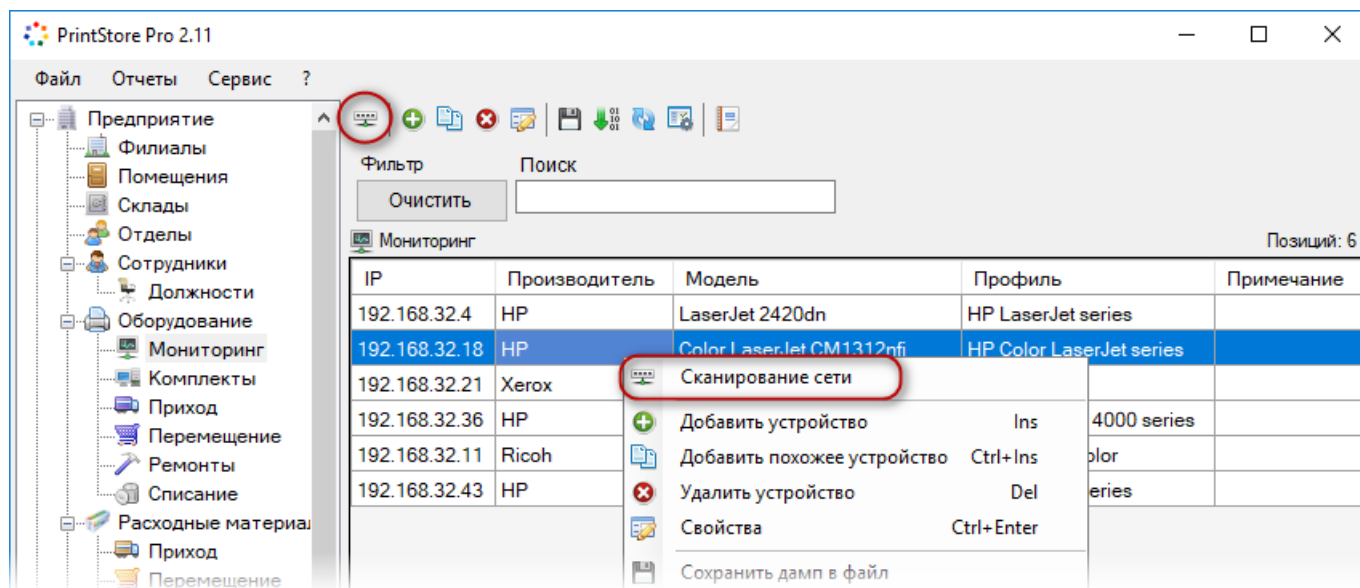 PrintStore Pro 2.11
Файл Отчеты Сервис ?
Предприятие
Филиалы
Помещения
Склады
Отделы
Сотрудники
Должности
Оборудование
Мониторинг
Комплекты
Приход
Перемещение
Ремонты
Списание
Расходные материал
Приход
Перемещение
Фильтр Поиск
Очистить
Мониторинг Позиций: 6
IP Производитель Модель Профиль Примечание
192.168.32.4 HP LaserJet 2420dn HP LaserJet series
192.168.32.18 HP Color LaserJet CM1312nfi HP Color LaserJet series
192.168.32.21 Xerox
192.168.32.36 HP 4000 series
192.168.32.11 Ricoh olor
192.168.32.43 HP eries
Сканирование сети
Добавить устройство Ins
Добавить похожее устройство Ctrl+Ins
Удалить устройство Del
Свойства Ctrl+Enter
Сохранить дамп в файл